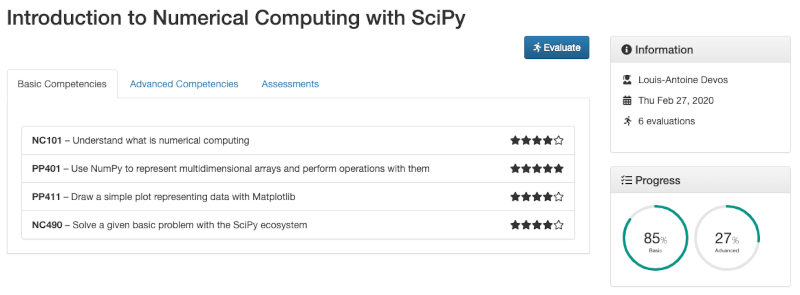 Introduction to Numerical Computing with SciPy
Evaluate
Basic Competencies Advanced Competencies Assessments
NC101 – Understand what is numerical computing
PP401 – Use NumPy to represent multidimensional arrays and perform operations with them
PP411 – Draw a simple plot representing data with Matplotlib
NC490 – Solve a given basic problem with the SciPy ecosystem
Information
Louis-Antoine Devos
Thu Feb 27, 2020
6 evaluations
Progress
85% 27%
Basic Advanced